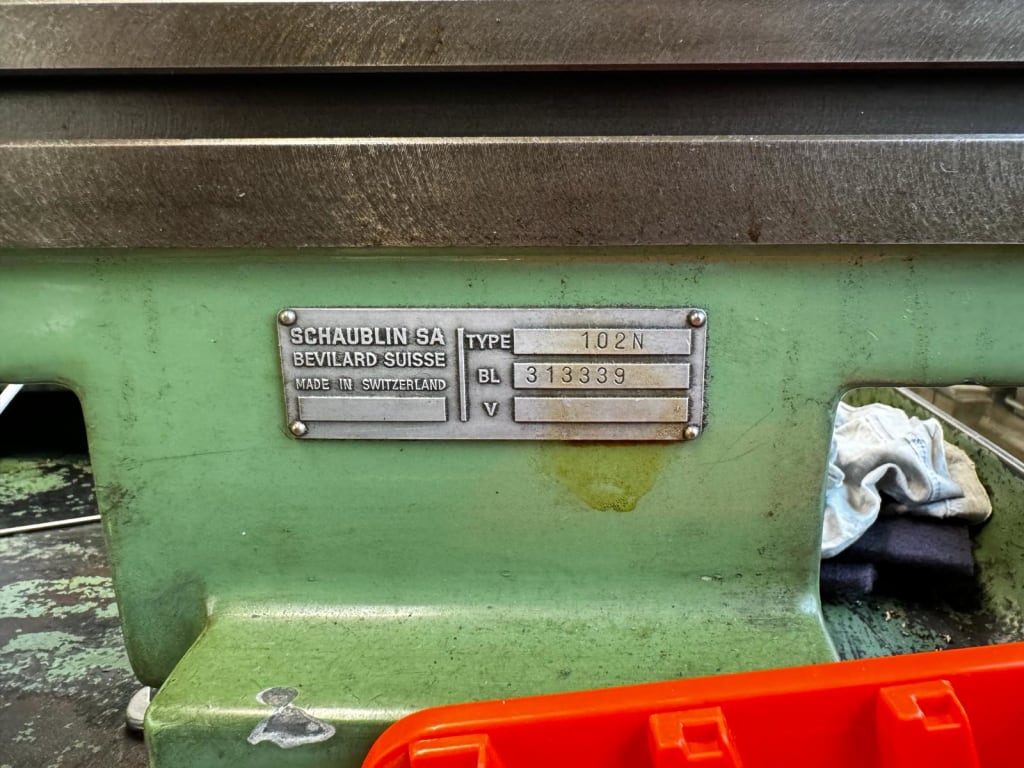 SCHAUBLIN SA
BEVILARD SUISSE
MADE IN SWITZERLAND
TYPE 102N
BL 313339
V